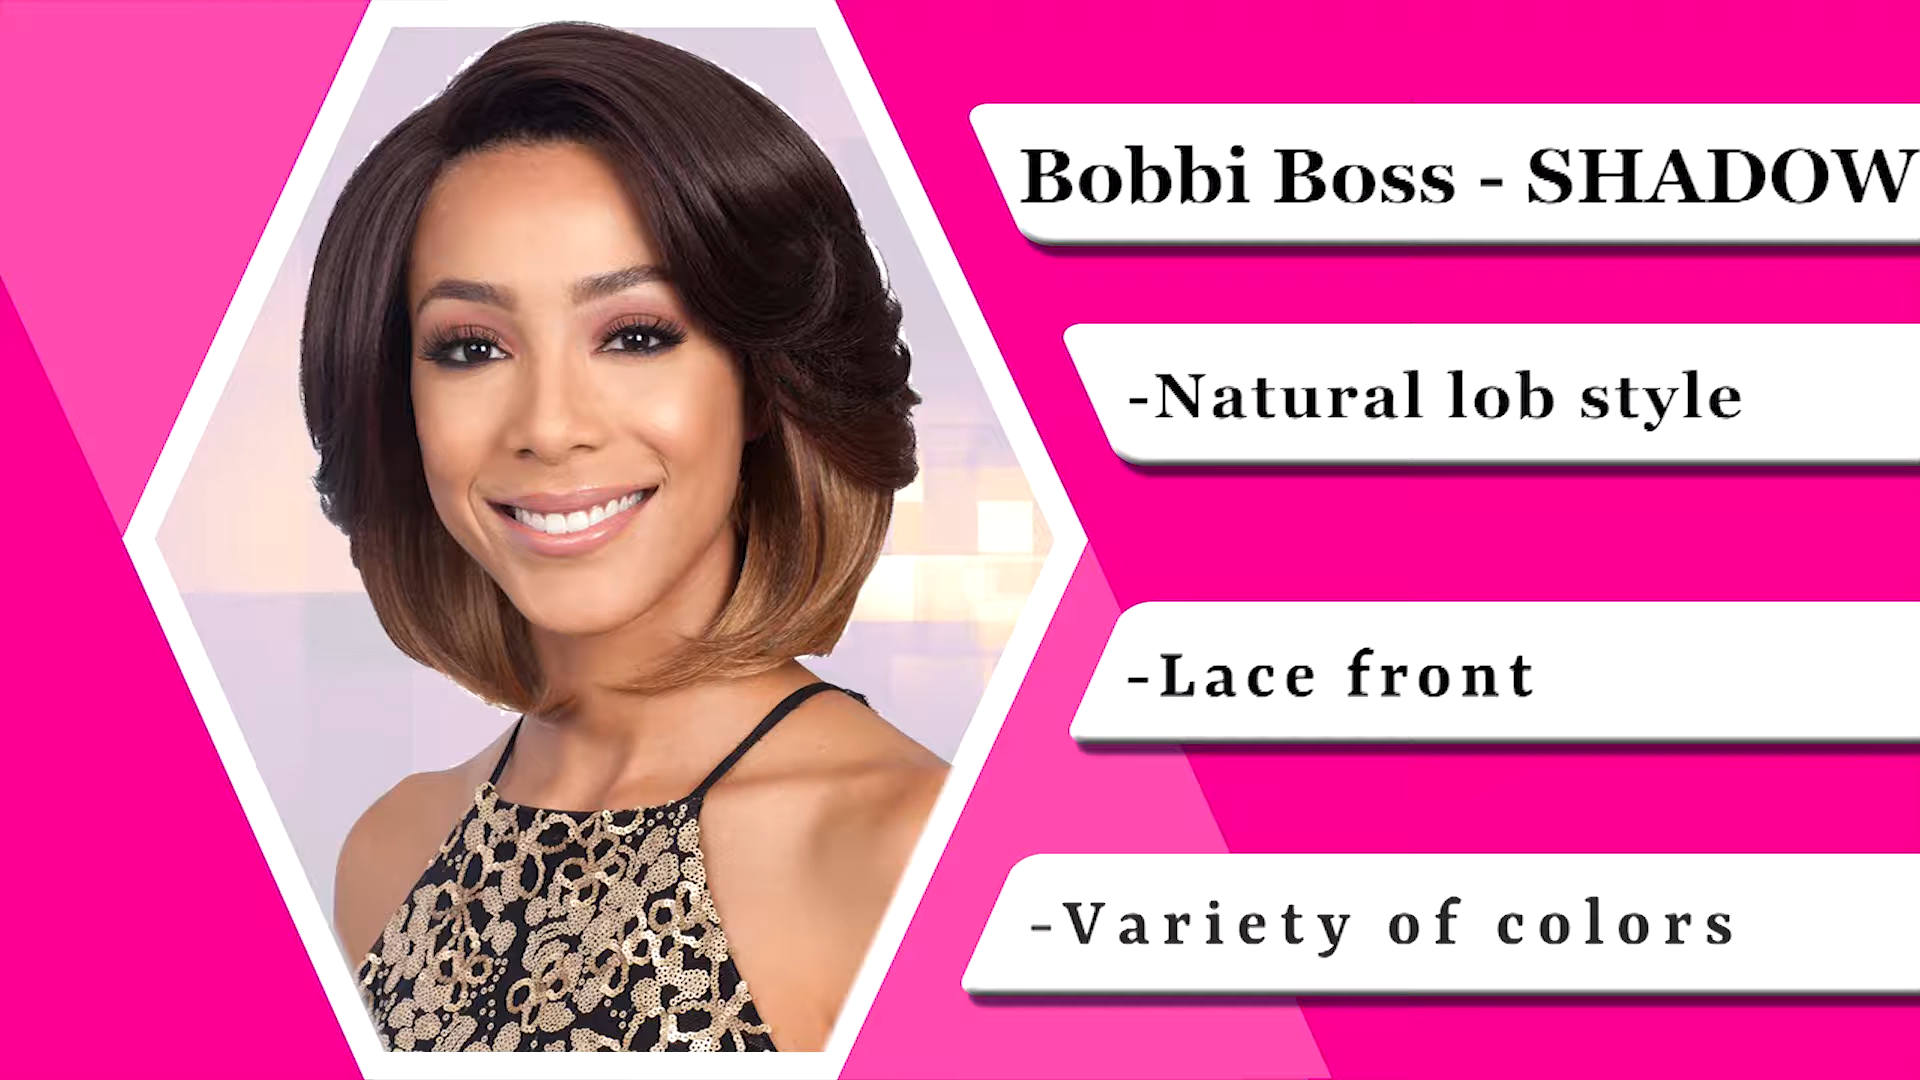 Bobbi Boss - SHADOW
-Natural lob style
-Lace front
-Variety of colors